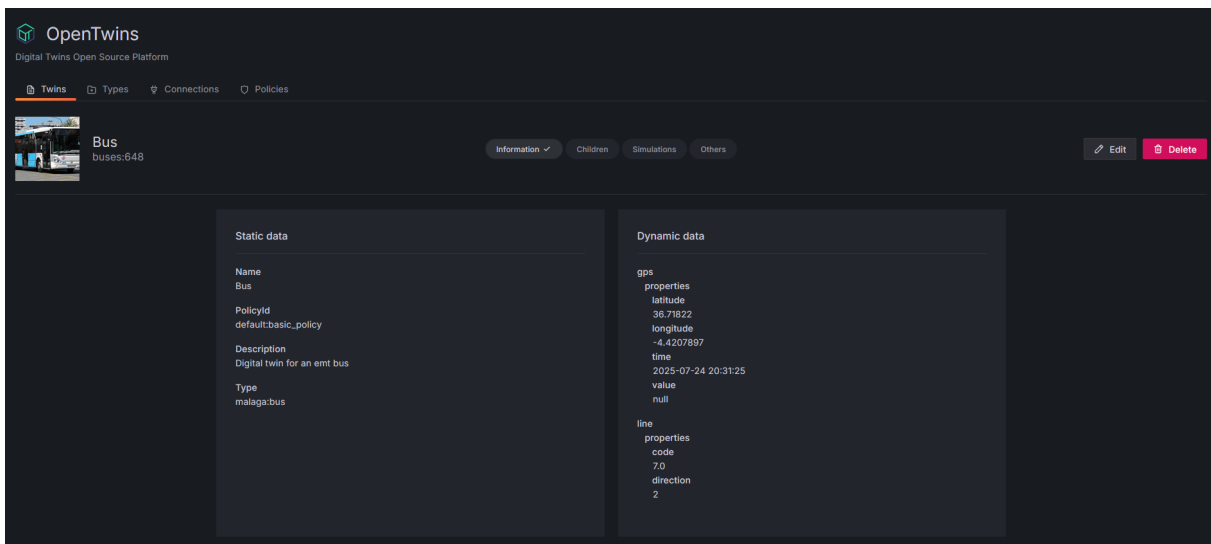 OpenTwins
Digital Twins Open Source Platform
Twins
Types
Connections
Policies
Bus
buses:648
Information
Children
Simulations
Others
Edit
Delete
Static data
Name
Bus
PolicyId
default:basic_policy
Description
Digital twin for an emt bus
Type
malaga:bus
Dynamic data
gps
properties
latitude
36.71822
longitude
-4.4207897
time
2025-07-24 20:31:25
value
null
line
properties
code
7.0
direction
2